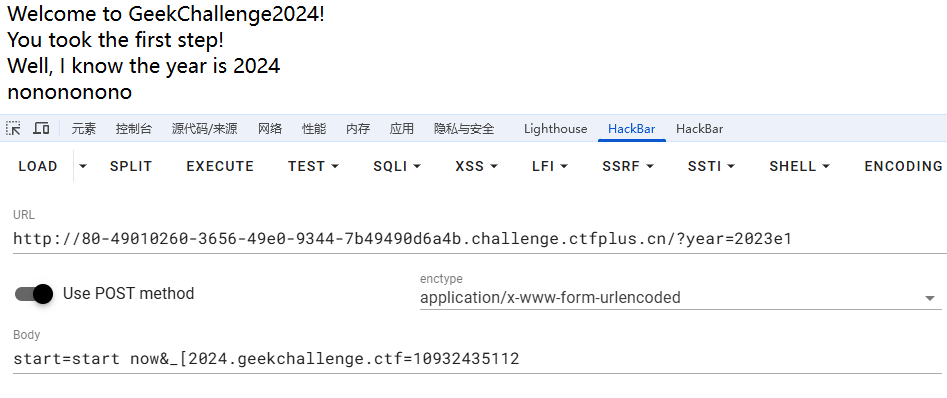 Welcome to GeekChallenge2024!
You took the first step!
Well, I know the year is 2024
nonononono
元素 控制台 源代码/来源 网络 性能 内存 应用 隐私与安全 Lighthouse HackBar HackBar
LOAD SPLIT EXECUTE TEST SQLI XSS LFI SSRF SSTI SHELL ENCODING
URL
http://80-49010260-3656-49e0-9344-7b49490d6a4b.challenge.ctfplus.cn/?year=2023e1
Use POST method
enctype
application/x-www-form-urlencoded
Body
start=start now&_[2024.geekchallenge.ctf=10932435112